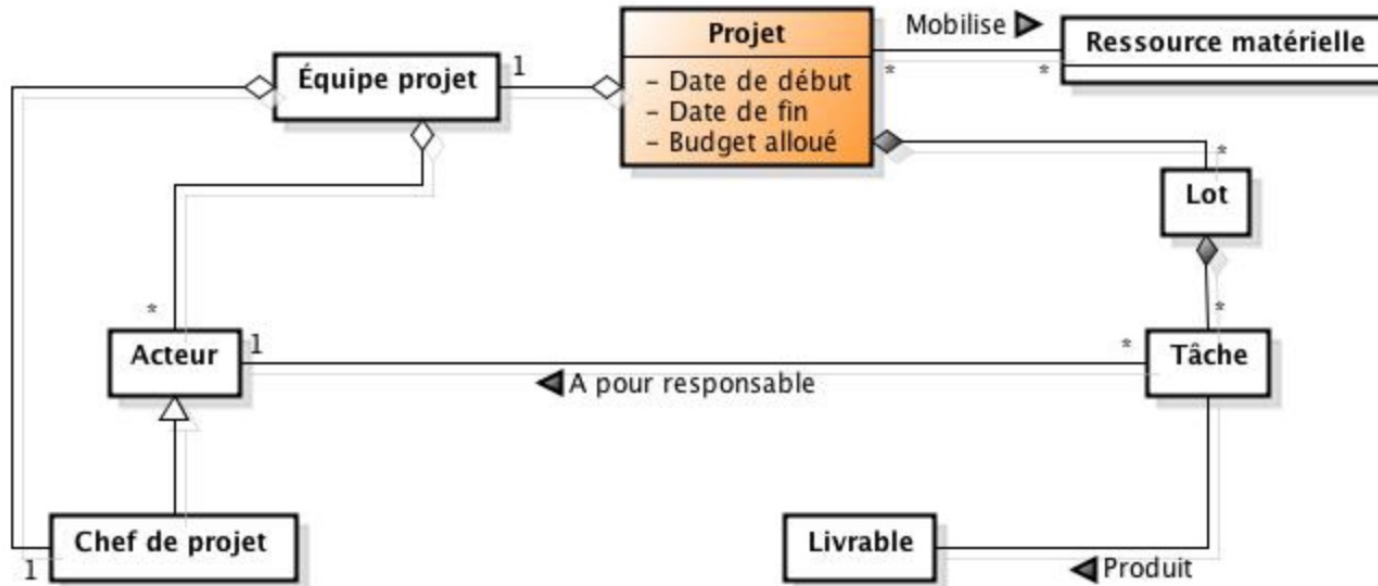 Projet
- Date de début
- Date de fin
- Budget alloué
Équipe projet
1
Mobilise
*
*
Ressource matérielle
*
Lot
*
*
Acteur
1
*
Tâche
A pour responsable
Chef de projet
1
Livrable
Produit